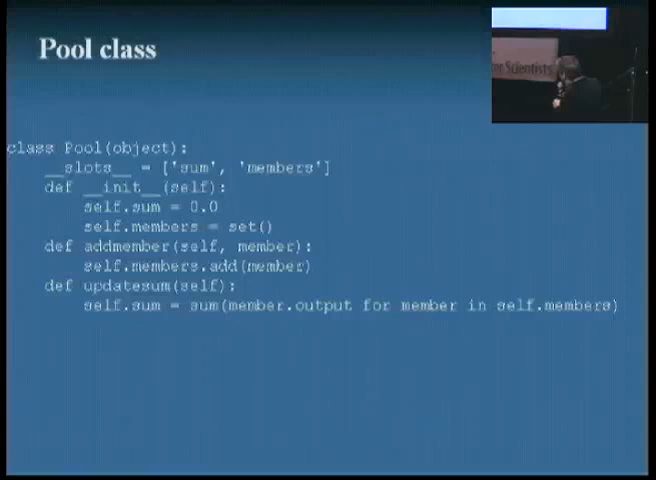 Pool class
ter Scientists
class Pool(object):
__slots__ = ['sum', 'members']
def __init__(self):
self.sum = 0.0
self.members = set()
def addmember(self, member):
self.members.add(member)
def updatesum(self):
self.sum = sum(member.output for member in self.members)